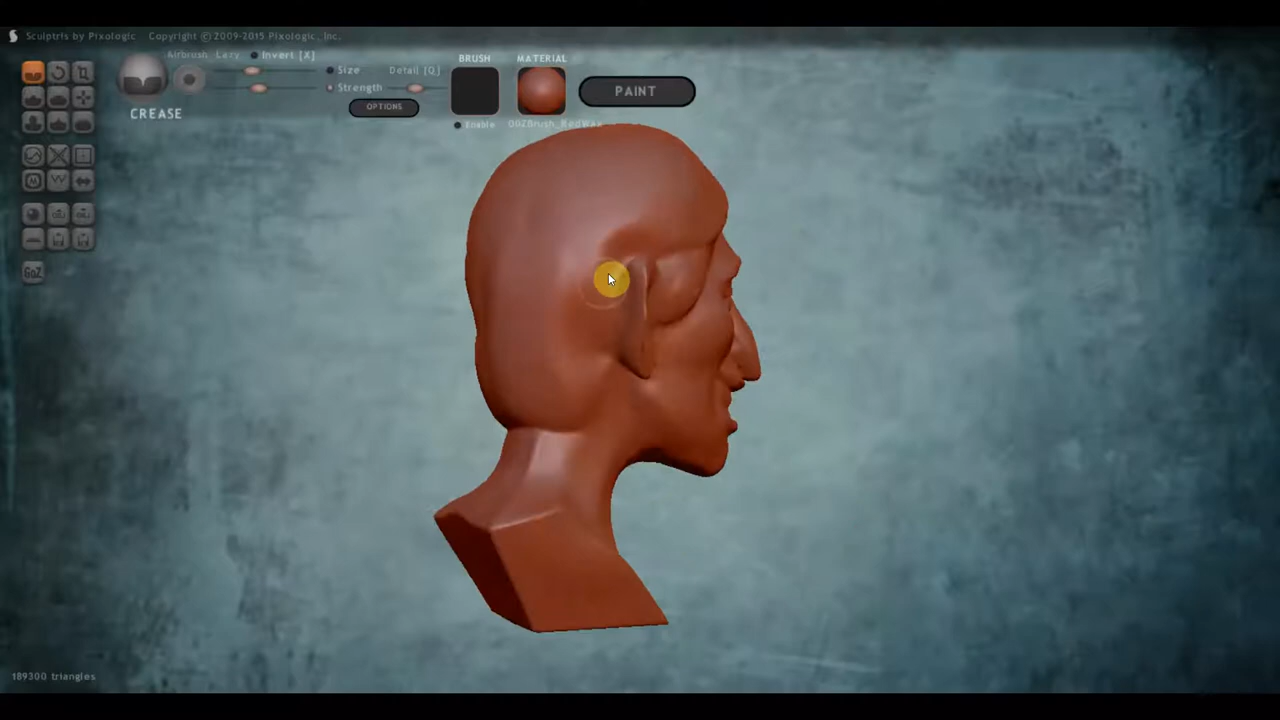 Sculptris by Pixologic Copyright ©2009-2015 Pixologic, Inc.
Airbrush Lazy Invert [X]
BRUSH MATERIAL
Size Detail [Q]
Strength
PAINT
OPTIONS
CREASE
Enable
GoZ
189300 triangles